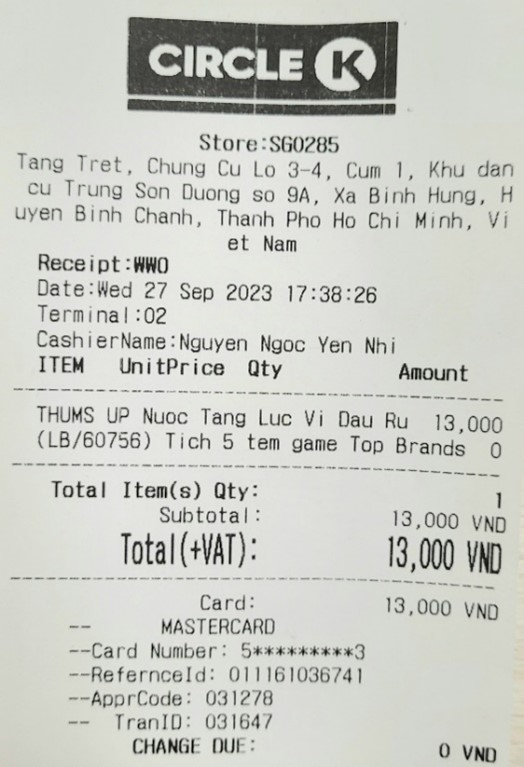 CIRCLE K
Store:SG0285
Tang Tret, Chung Cu Lo 3-4, Cum 1, Khu dan
cu Trung Son Duong so 9A, Xa Binh Hung, H
uyen Binh Chanh, Thanh Pho Ho Chi Minh, Vi
et Nam
Receipt:WWO
Date:Wed 27 Sep 2023 17:38:26
Terminal:02
CashierName:Nguyen Ngoc Yen Nhi
ITEM UnitPrice Qty Amount
THUMS UP Nuoc Tang Luc Vi Dau Ru 13,000
(LB/60756) Tich 5 tem game Top Brands 0
Total Item(s) Qty: 1
Subtotal: 13,000 VND
Total(+VAT): 13,000 VND
Card: 13,000 VND
-- MASTERCARD
--Card Number: 5*********3
--RefernceId: 011161036741
--ApprCode: 031278
-- TranID: 031647
CHANGE DUE: 0 VND